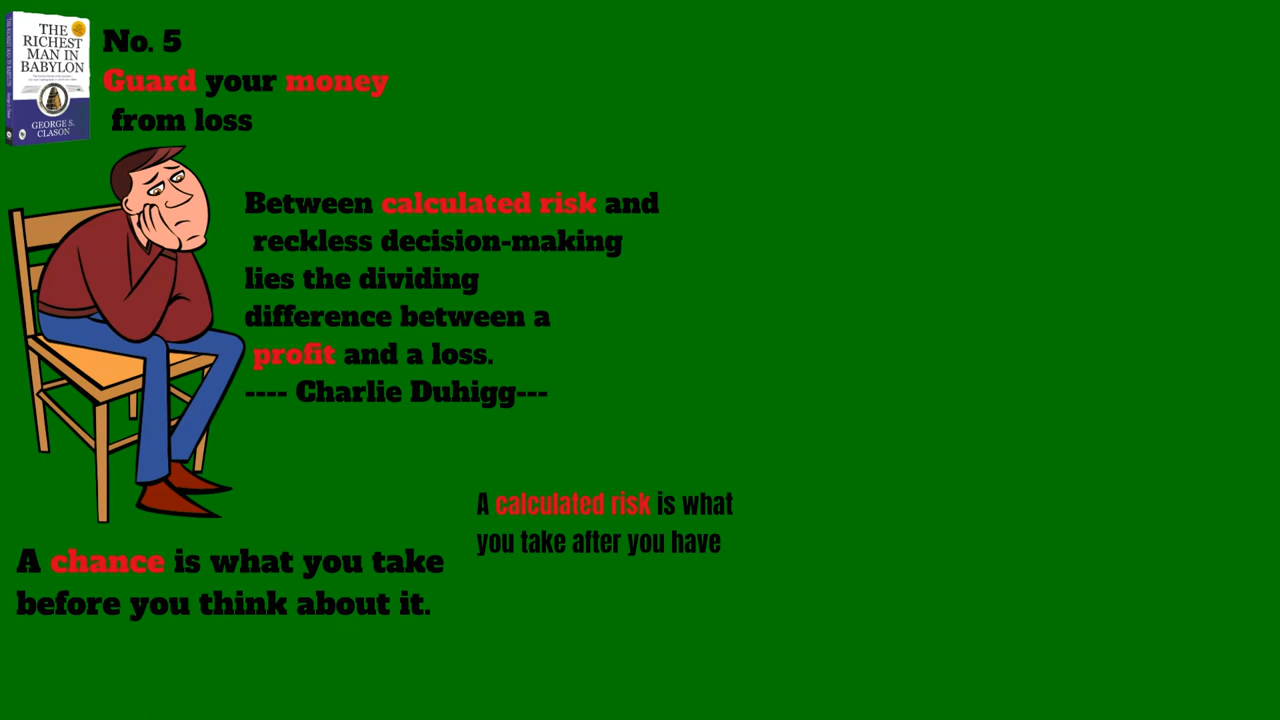 THE
RICHEST
MAN IN
BABYLON
GEORGE S.
CLASON
No. 5
Guard your money
from loss
Between calculated risk and
reckless decision-making
lies the dividing
difference between a
profit and a loss.
---- Charlie Duhigg---
A calculated risk is what
you take after you have
A chance is what you take
before you think about it.